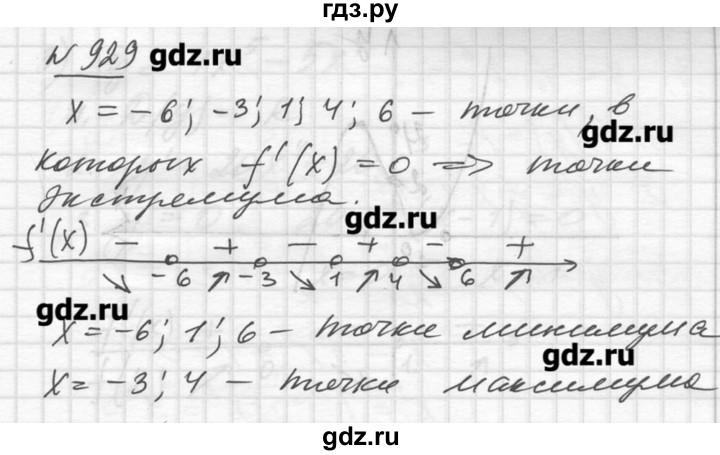 гдз.ру
№ 929 gdz.ru
x = -6; -3; 1; 4; 6 - точки, в
gdz.ru
которых f'(x) = 0 => точки
экстремума.
gdz.ru
f'(x) - + - + - +
↘ -6 ↗ -3 ↘ 1 ↗ 4 ↘ 6 ↗
gdz.ru
x = -6; 1; 6 - точки минимума
gdz.ru
x = -3; 4 - точки максимума
gdz.ru